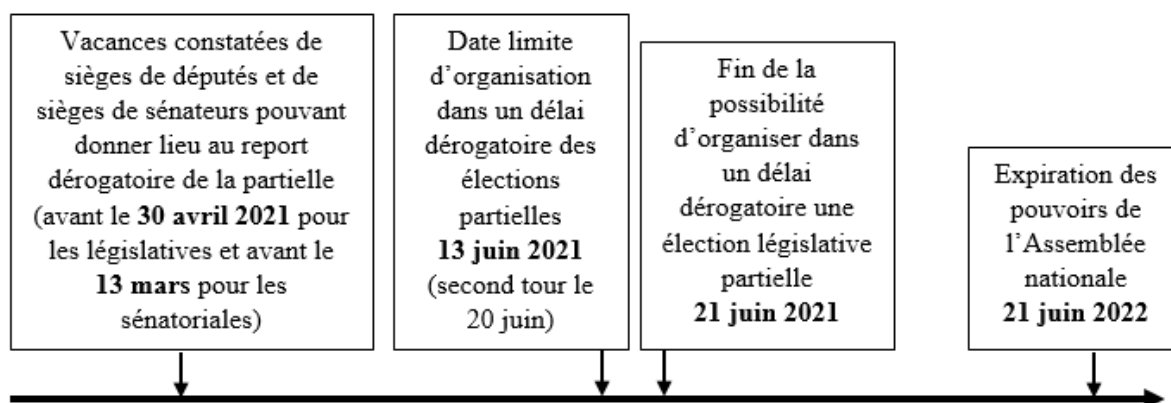 Vacances constatées de
sièges de députés et de
sièges de sénateurs pouvant
donner lieu au report
dérogatoire de la partielle
(avant le 30 avril 2021 pour
les législatives et avant le
13 mars pour les
sénatoriales)
Date limite
d’organisation
dans un délai
dérogatoire des
élections
partielles
13 juin 2021
(second tour le
20 juin)
Fin de la
possibilité
d’organiser dans
un délai
dérogatoire une
élection législative
partielle
21 juin 2021
Expiration des
pouvoirs de
l’Assemblée
nationale
21 juin 2022